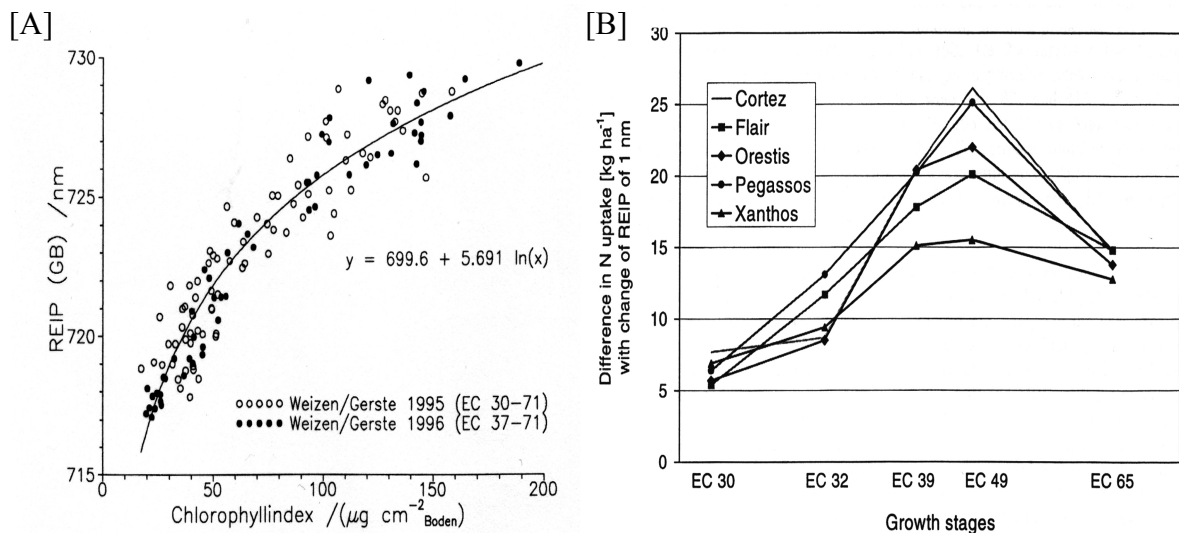 [A]
730
725
720
715
REIP (GB) /nm
y = 699.6 + 5.691 ln(x)
Weizen/Gerste 1995 (EC 30-71)
Weizen/Gerste 1996 (EC 37-71)
0 50 100 150 200
Chlorophyllindex /(μg cm⁻² Boden)
[B]
30
25
20
15
10
5
0
Difference in N uptake [kg ha⁻¹]
with change of REIP of 1 nm
Cortez
Flair
Orestis
Pegassos
Xanthos
EC 30 EC 32 EC 39 EC 49 EC 65
Growth stages